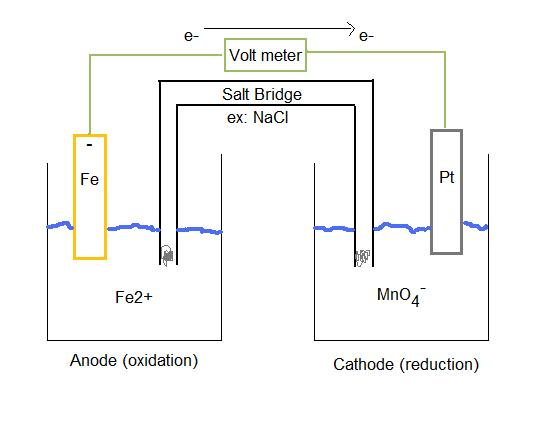 e- e-
Volt meter
Salt Bridge
ex: NaCl
-
Fe
Pt
Fe2+
MnO₄⁻
Anode (oxidation)
Cathode (reduction)